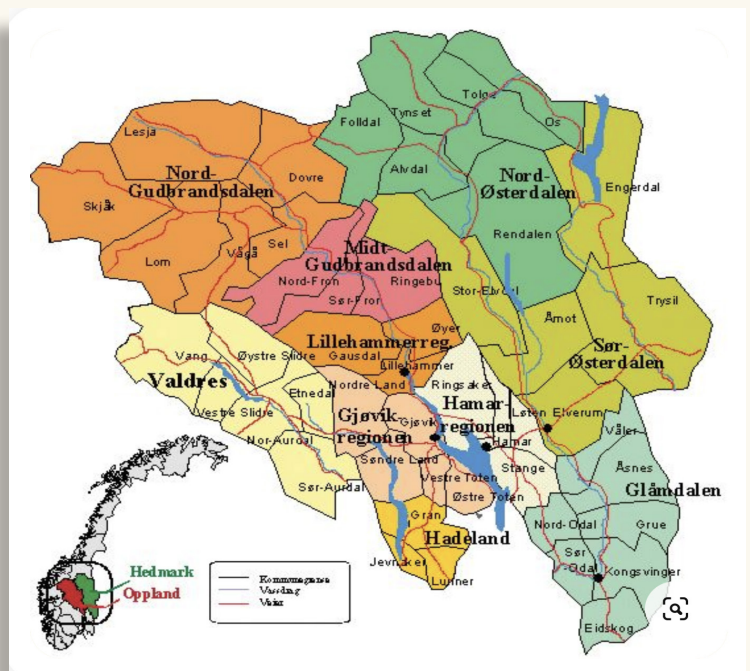 Tolge
Tynset
Folldal
Os
Lesja
Alvdal
Nord-
Østerdalen
Engerdal
Nord-
Gudbrandsdalen
Dovre
Skjåk
Rendalen
Sel
Vågå
Lom
Midt-
Gudbrandsdalen
Nord-Fron
Ringebu
Sør-Fron
Stor-Elvdal
Trysil
Åmot
Øyer
Lillehammerreg.
Sør-
Østerdalen
Vang
Øystre Slidre
Gausdal
Lillehammer
Valdres
Nordre Land
Ringsaker
Etnedal
Vestre Slidre
Gjøvik-
regionen
Gjøvik
Hamar-
regionen
Løten
Elverum
Våler
Nor-Aurdal
Hamar
Søndre Land
Stange
Åsnes
Vestre Toten
Sør-Aurdal
Østre Toten
Glåmdalen
Gran
Hadeland
Nord-Odal
Grue
Jevnaker
Sør
-Odal
Kongsvinger
Lunner
Eidskog
Hedmark
Oppland
Kommunegrense
Vassdrag
Veier